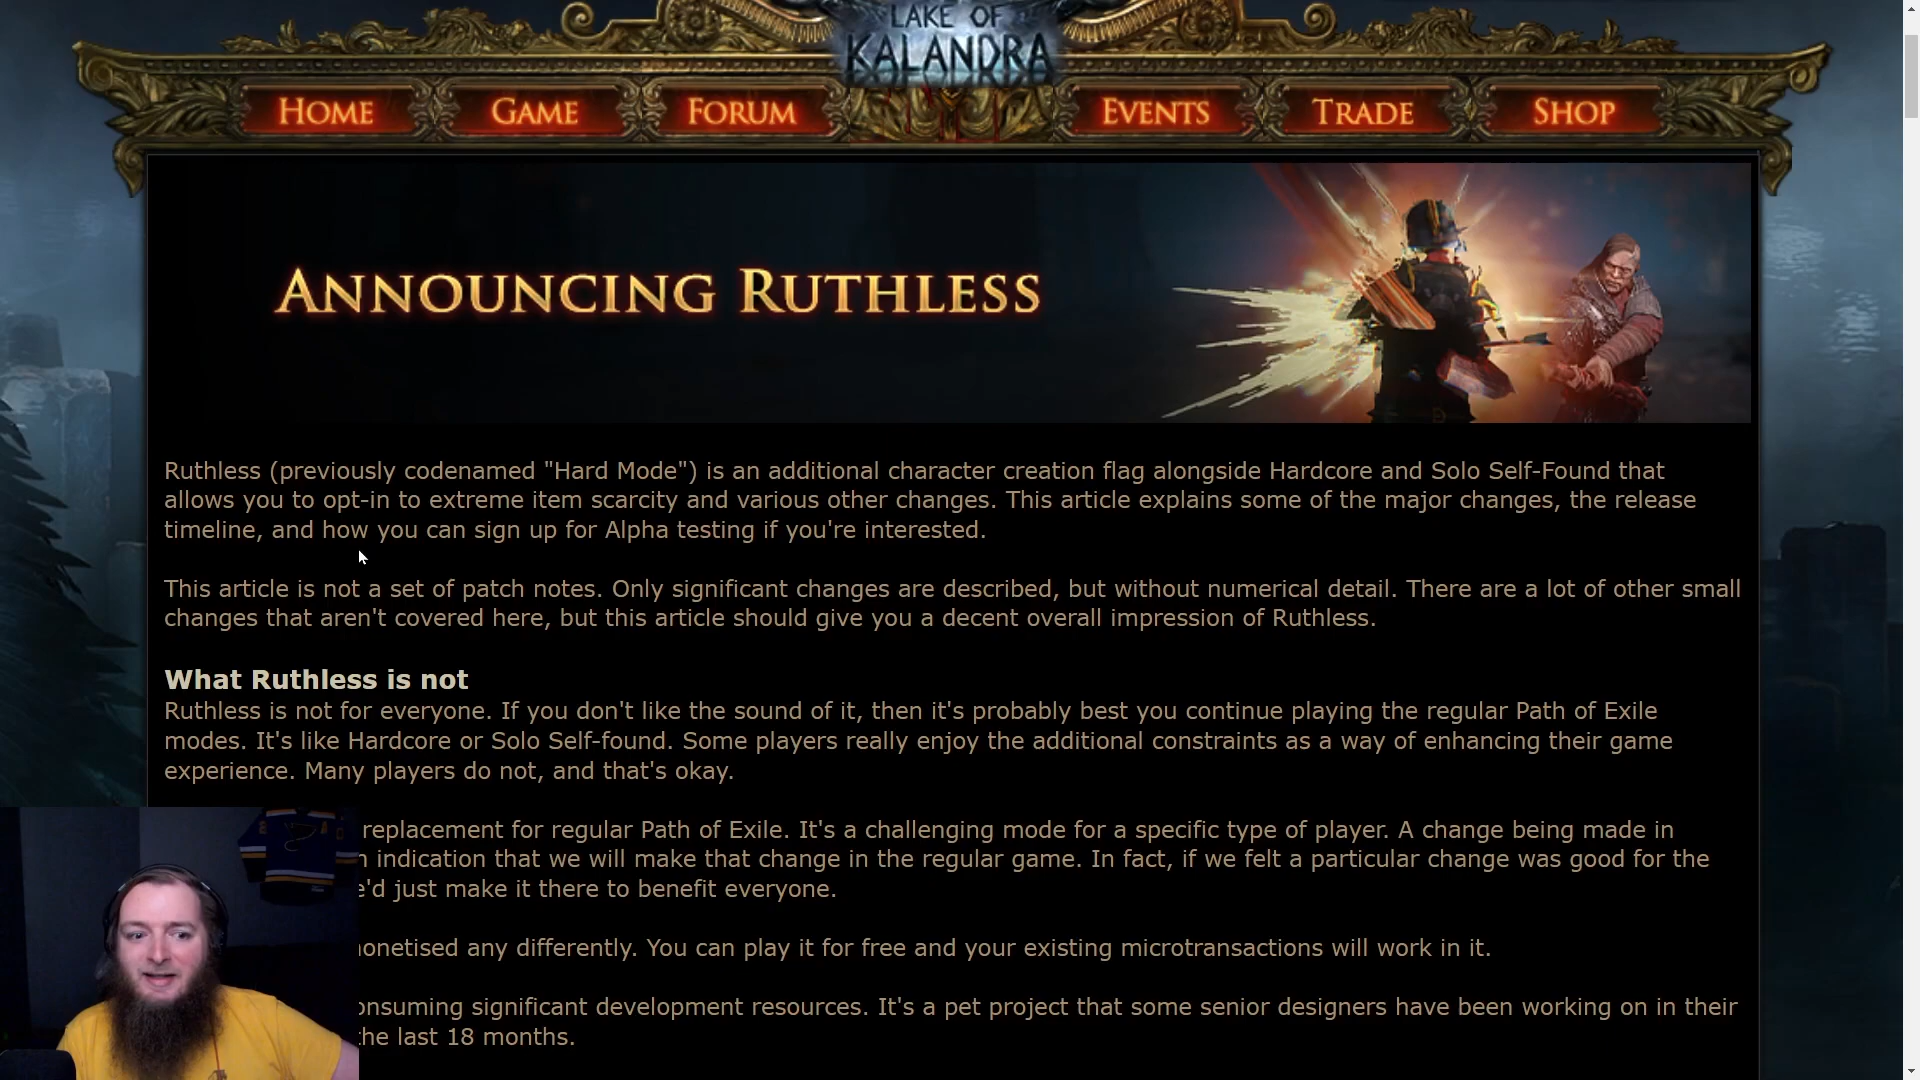 LAKE OF
KALANDRA
HOME GAME FORUM EVENTS TRADE SHOP
ANNOUNCING RUTHLESS
Ruthless (previously codenamed "Hard Mode") is an additional character creation flag alongside Hardcore and Solo Self-Found that
allows you to opt-in to extreme item scarcity and various other changes. This article explains some of the major changes, the release
timeline, and how you can sign up for Alpha testing if you're interested.
This article is not a set of patch notes. Only significant changes are described, but without numerical detail. There are a lot of other small
changes that aren't covered here, but this article should give you a decent overall impression of Ruthless.
What Ruthless is not
Ruthless is not for everyone. If you don't like the sound of it, then it's probably best you continue playing the regular Path of Exile
modes. It's like Hardcore or Solo Self-found. Some players really enjoy the additional constraints as a way of enhancing their game
experience. Many players do not, and that's okay.
replacement for regular Path of Exile. It's a challenging mode for a specific type of player. A change being made in
indication that we will make that change in the regular game. In fact, if we felt a particular change was good for the
e'd just make it there to benefit everyone.
onetised any differently. You can play it for free and your existing microtransactions will work in it.
onsuming significant development resources. It's a pet project that some senior designers have been working on in their
the last 18 months.